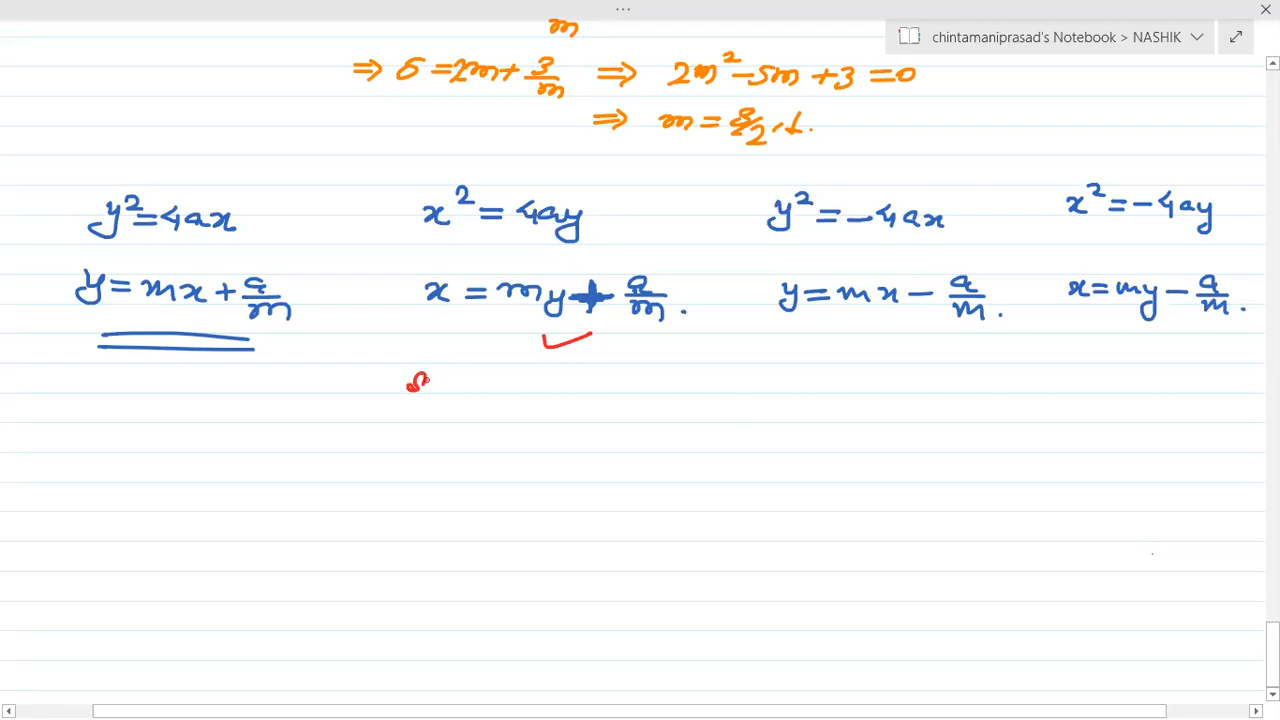 chintamaniprasad's Notebook > NASHIK
m
⇒ 5 = 2m + 3/m ⇒ 2m² - 5m + 3 = 0
⇒ m = 3/2, 1.
y² = 4ax x² = 4ay y² = -4ax x² = -4ay
y = mx + a/m x = my + a/m. y = mx - a/m. x = my - a/m.